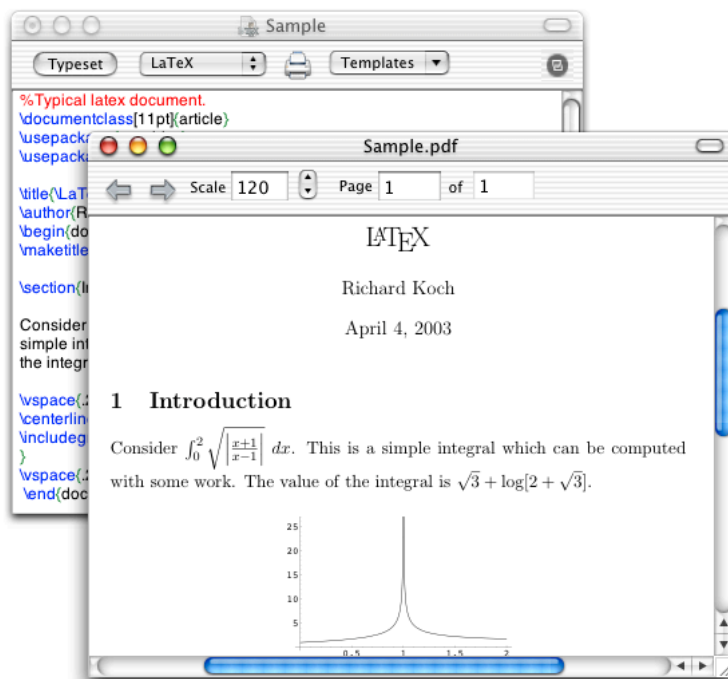 Sample
Typeset LaTeX Templates
%Typical latex document.
\documentclass[11pt]{article}
\usepacka
\usepacka
\title{\LaT
\author{R
\begin{do
\maketitle
\section{I
Consider
simple int
the integr
\vspace{.2
\centerlin
\includeg
}
\vspace{.2
\end{doc
Sample.pdf
Scale 120 Page 1 of 1
LATEX
Richard Koch
April 4, 2003
1 Introduction
Consider ∫₀² √|x+1/x−1| dx. This is a simple integral which can be computed
with some work. The value of the integral is √3 + log[2 + √3].
25
20
15
10
5
0.5 1 1.5 2